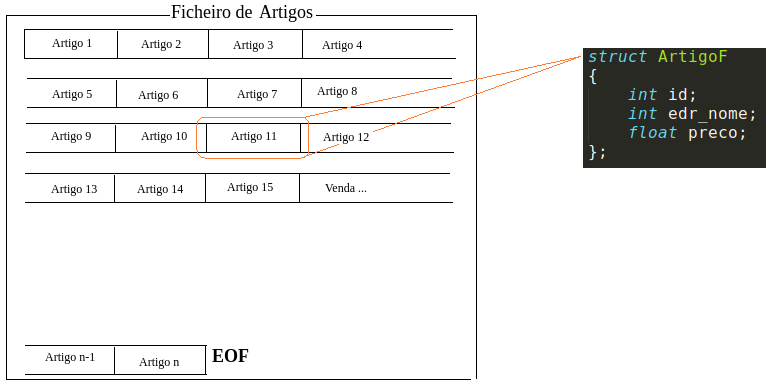 Ficheiro de Artigos
Artigo 1 Artigo 2 Artigo 3 Artigo 4
Artigo 5 Artigo 6 Artigo 7 Artigo 8
Artigo 9 Artigo 10 Artigo 11 Artigo 12
Artigo 13 Artigo 14 Artigo 15 Venda ...
Artigo n-1 Artigo n EOF
struct ArtigoF
{
int id;
int edr_nome;
float preco;
};